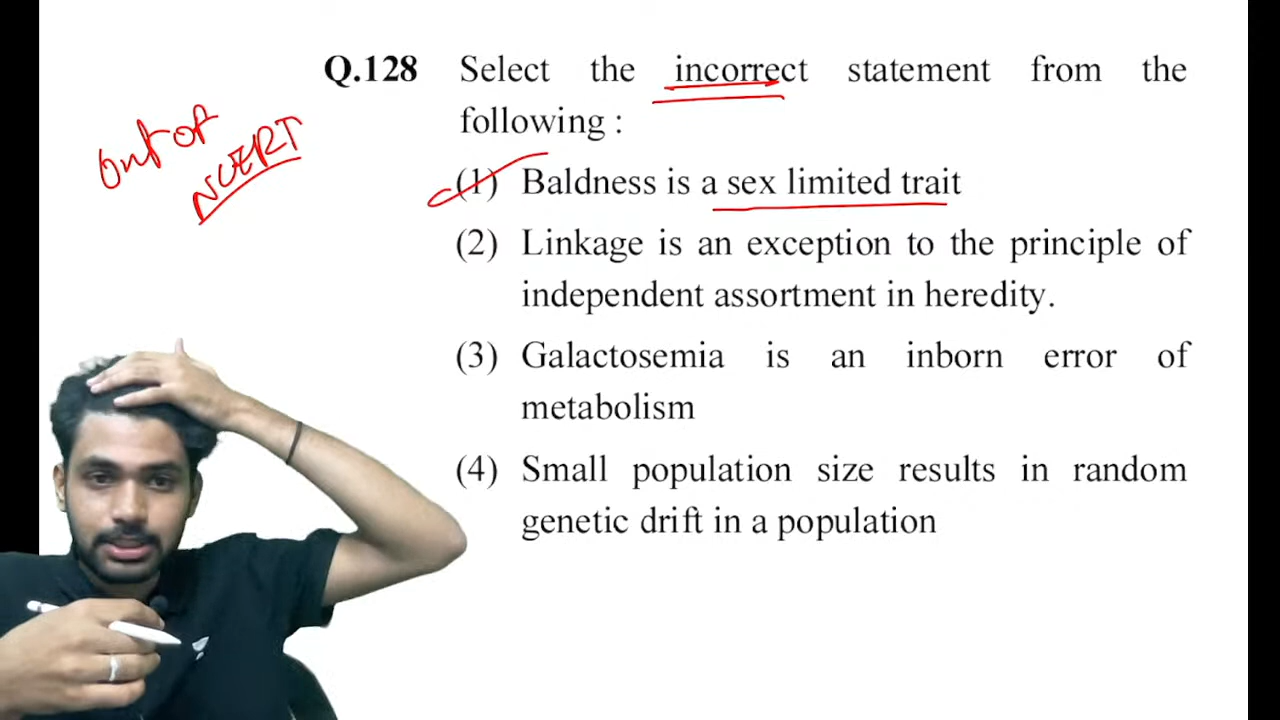 Q.128 Select the incorrect statement from the
following :
out of
NCERT
(1) Baldness is a sex limited trait
(2) Linkage is an exception to the principle of
independent assortment in heredity.
(3) Galactosemia is an inborn error of
metabolism
(4) Small population size results in random
genetic drift in a population